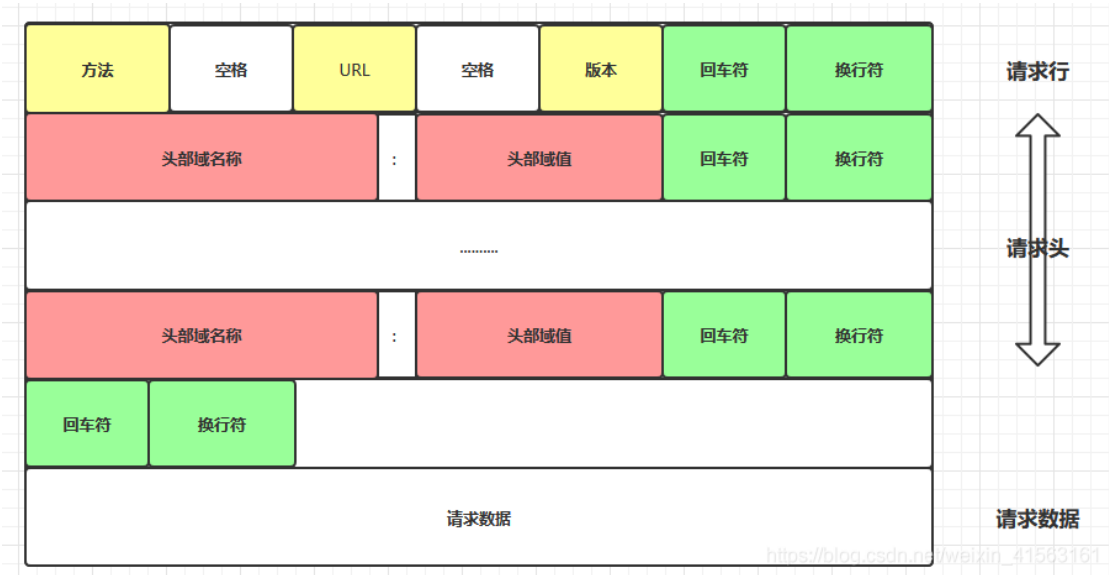 方法 空格 URL 空格 版本 回车符 换行符 请求行
头部域名称 : 头部域值 回车符 换行符
.......... 请求头
头部域名称 : 头部域值 回车符 换行符
回车符 换行符
请求数据 请求数据
https://blog.csdn.net/weixin_41563161